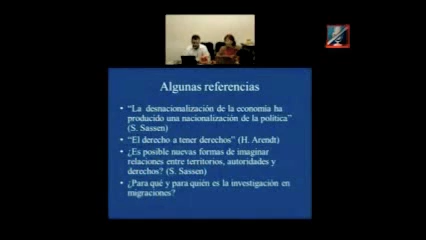 Algunas referencias
• “La desnacionalización de la economía ha
producido una nacionalización de la política”
(S. Sassen)
• “El derecho a tener derechos” (H. Arendt)
• ¿Es posible nuevas formas de imaginar
relaciones entre territorios, autoridades y
derechos? (S. Sassen)
• ¿Para qué y para quién es la investigación en
migraciones?